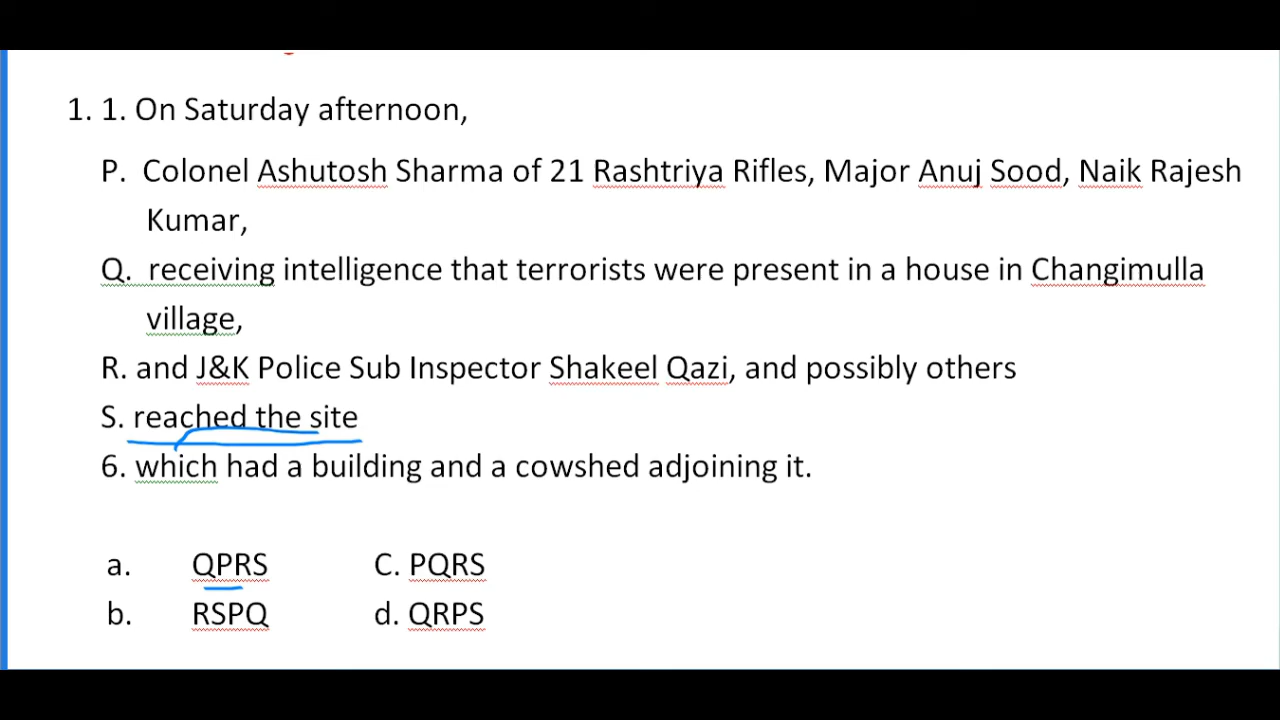 1. 1. On Saturday afternoon,
P. Colonel Ashutosh Sharma of 21 Rashtriya Rifles, Major Anuj Sood, Naik Rajesh
Kumar,
Q. receiving intelligence that terrorists were present in a house in Changimulla
village,
R. and J&K Police Sub Inspector Shakeel Qazi, and possibly others
S. reached the site
6. which had a building and a cowshed adjoining it.
a. QPRS C. PQRS
b. RSPQ d. QRPS